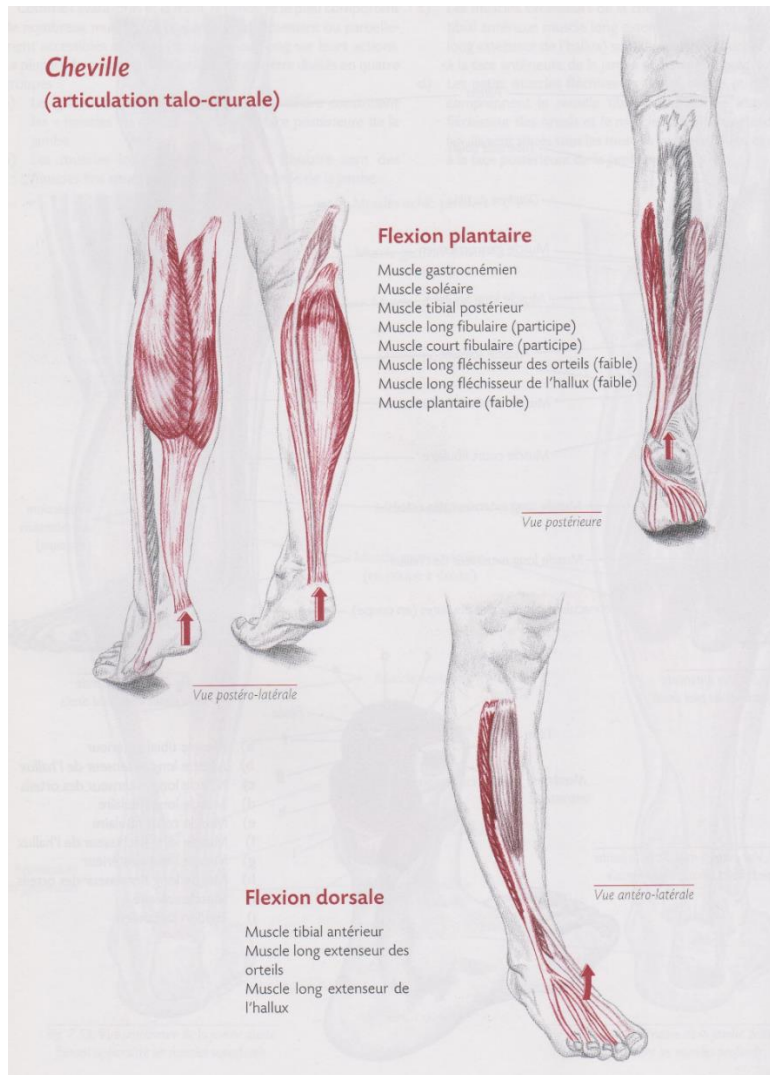 Cheville
(articulation talo-crurale)
Flexion plantaire
Muscle gastrocnémien
Muscle soléaire
Muscle tibial postérieur
Muscle long fibulaire (participe)
Muscle court fibulaire (participe)
Muscle long fléchisseur des orteils (faible)
Muscle long fléchisseur de l'hallux (faible)
Muscle plantaire (faible)
Vue postérieure
Vue postéro-latérale
Flexion dorsale
Muscle tibial antérieur
Muscle long extenseur des
orteils
Muscle long extenseur de
l'hallux
Vue antéro-latérale